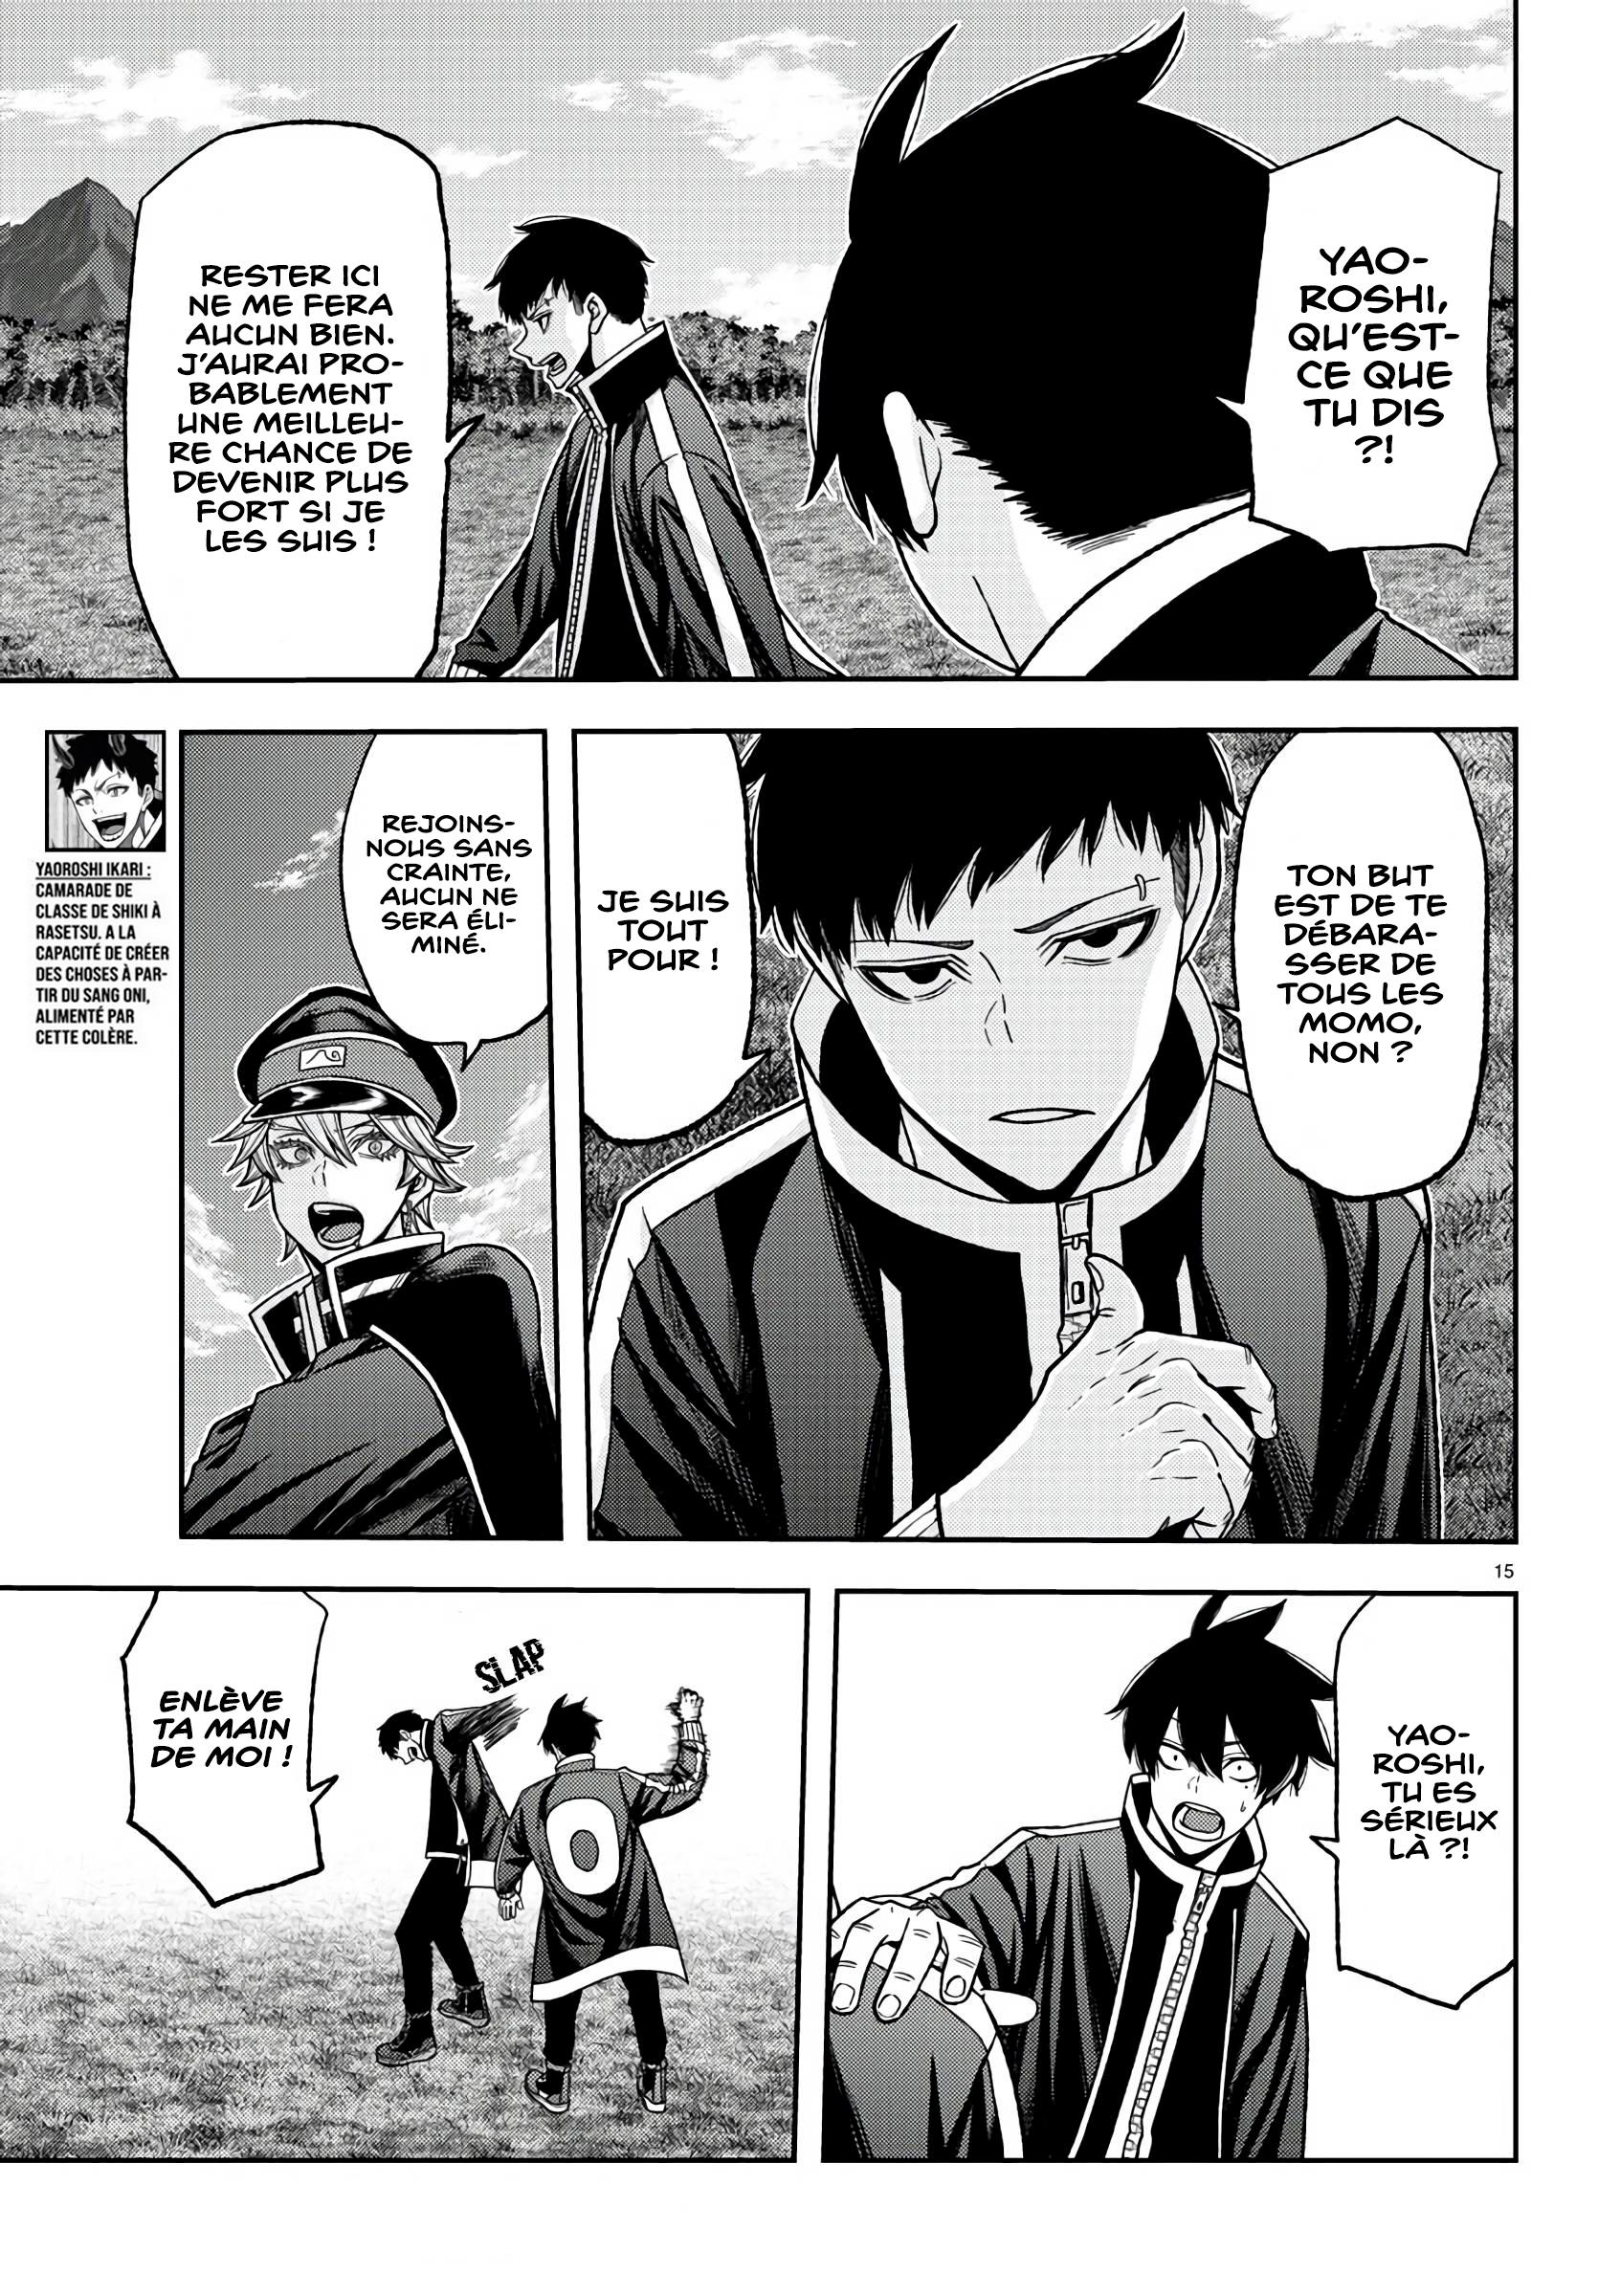 YAO-
ROSHI,
QU'EST-
CE QUE
TU DIS
?!
RESTER ICI
NE ME FERA
AUCUN BIEN.
J'AURAI PRO-
BABLEMENT
UNE MEILLEU-
RE CHANCE DE
DEVENIR PLUS
FORT SI JE
LES SUIS !
TON BUT
EST DE TE
DÉBARA-
SSER DE
TOUS LES
MOMO,
NON ?
JE SUIS
TOUT
POUR !
REJOINS-
NOUS SANS
CRAINTE,
AUCUN NE
SERA ÉLI-
MINÉ.
YAOROSHI IKARI :
CAMARADE DE
CLASSE DE SHIKI À
RASETSU. A LA
CAPACITÉ DE CRÉER
DES CHOSES À PAR-
TIR DU SANG ONI,
ALIMENTÉ PAR
CETTE COLÈRE.
15
YAO-
ROSHI,
TU ES
SÉRIEUX
LÀ ?!
SLAP
ENLÈVE
TA MAIN
DE MOI !